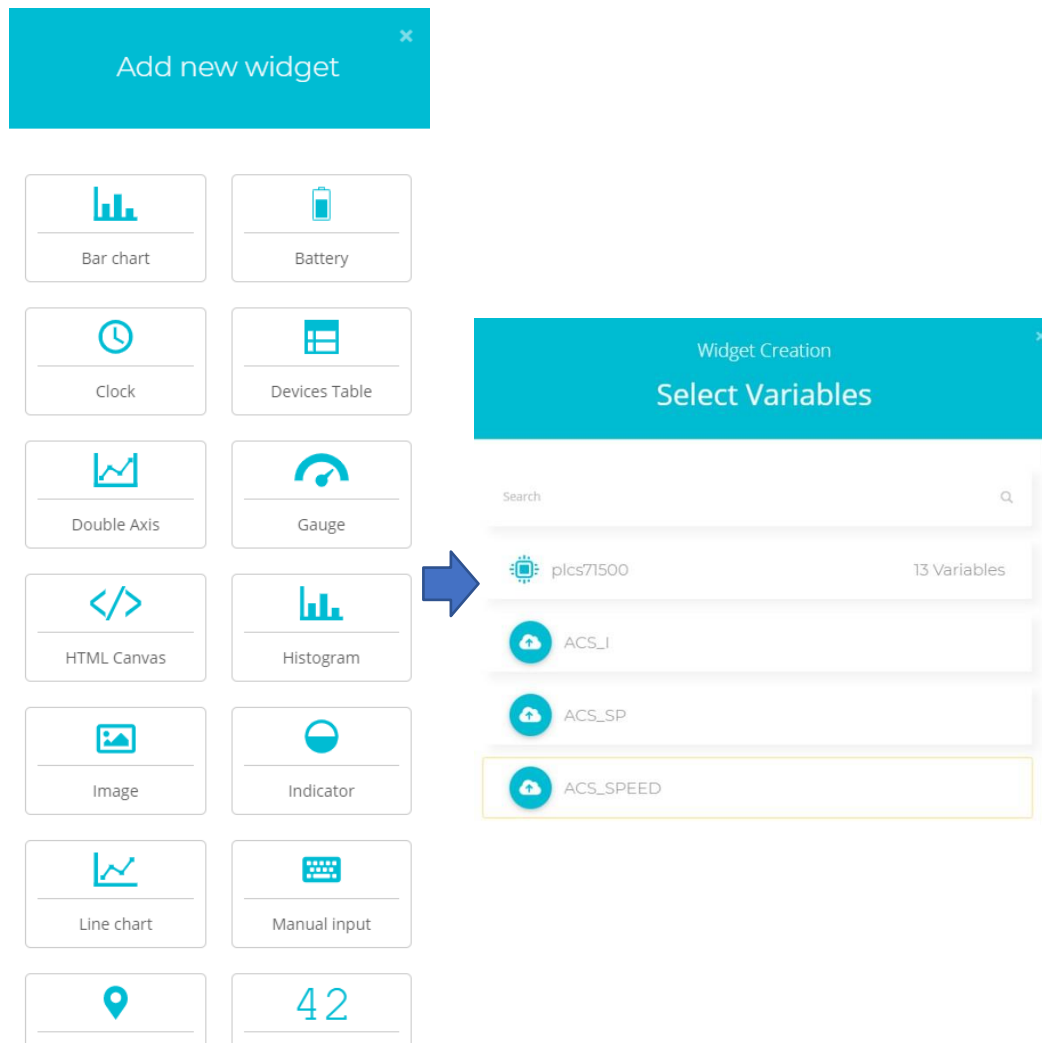 ×
Add new widget
Bar chart
Battery
Clock
Devices Table
Double Axis
Gauge
</>
HTML Canvas
Histogram
Image
Indicator
Line chart
Manual input
42
×
Widget Creation
Select Variables
Search
plcs71500
13 Variables
ACS_I
ACS_SP
ACS_SPEED